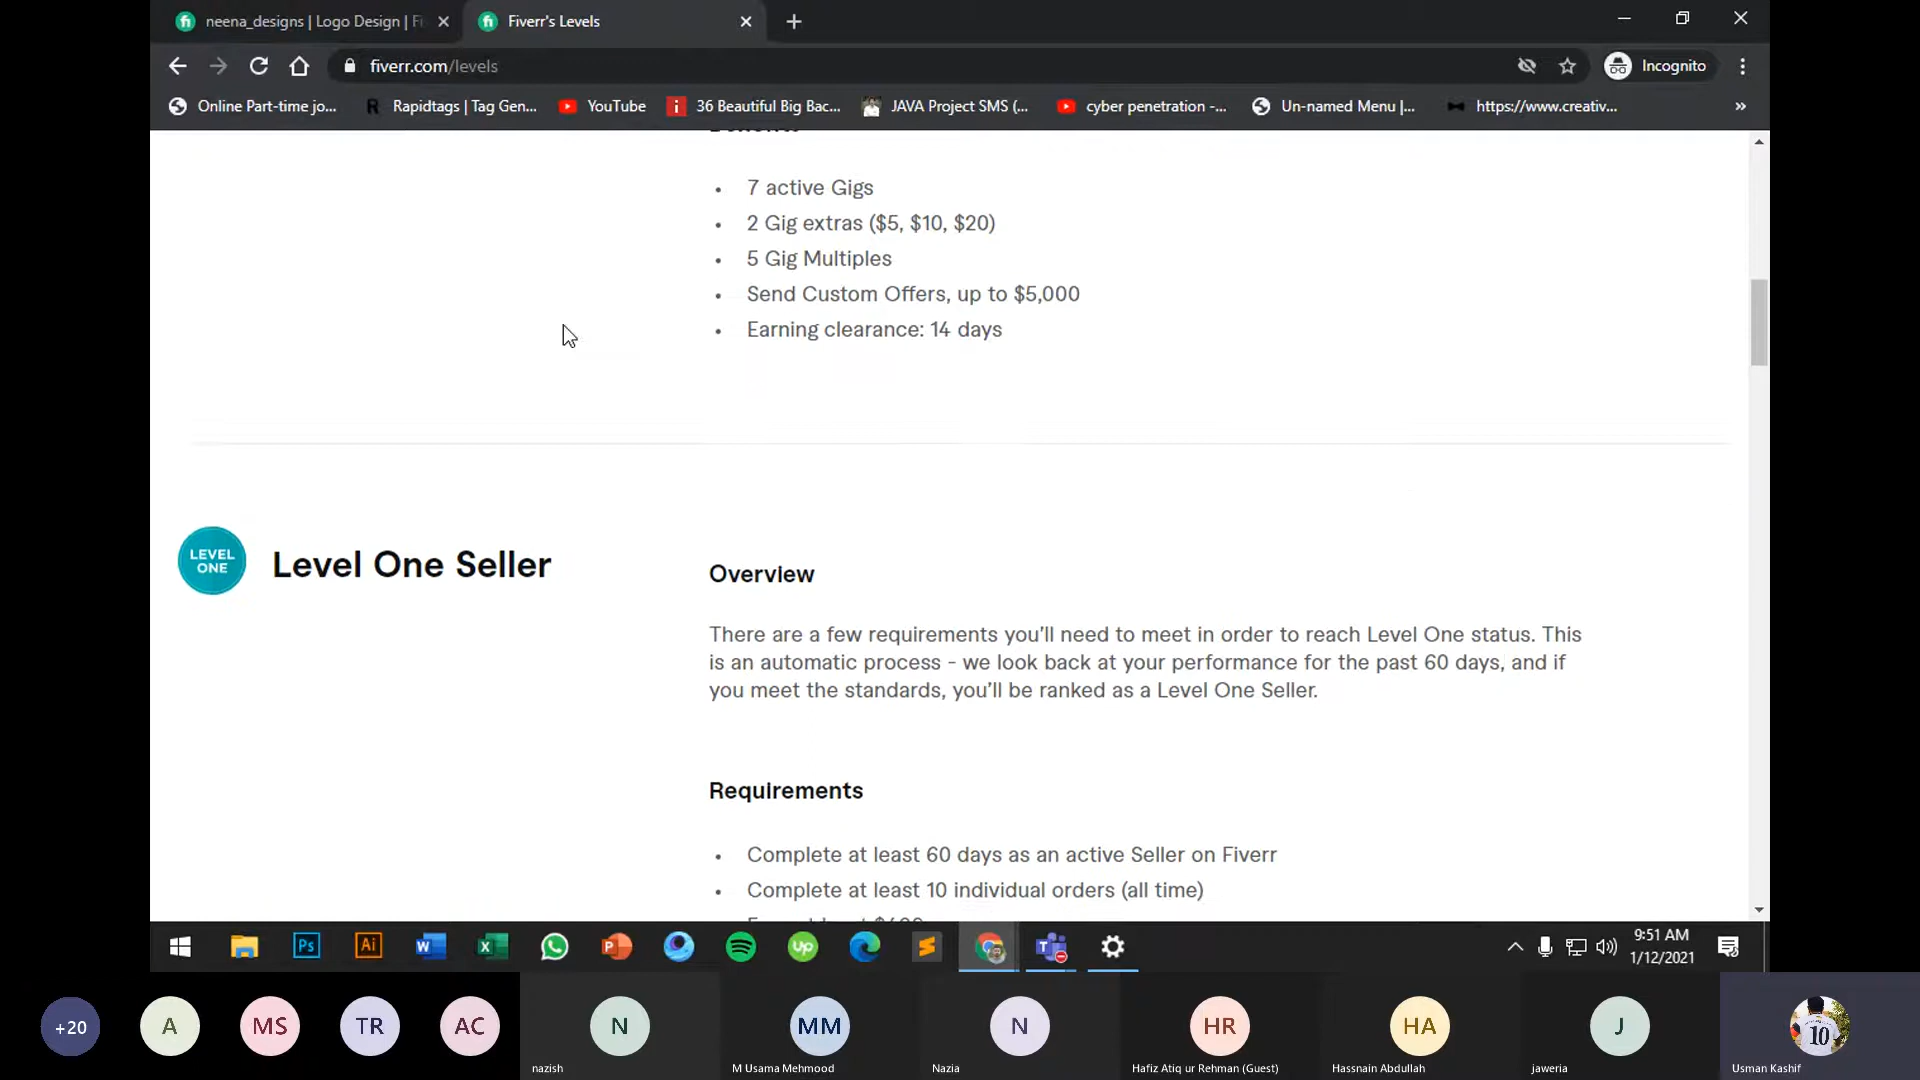 neena_designs | Logo Design | Fi
Fiverr's Levels
fiverr.com/levels
Incognito
Online Part-time jo...
Rapidtags | Tag Gen...
YouTube
36 Beautiful Big Bac...
JAVA Project SMS (...
cyber penetration -...
Un-named Menu |...
https://www.creativ...
»
• 7 active Gigs
• 2 Gig extras ($5, $10, $20)
• 5 Gig Multiples
• Send Custom Offers, up to $5,000
• Earning clearance: 14 days
LEVEL
ONE
Level One Seller
Overview
There are a few requirements you'll need to meet in order to reach Level One status. This
is an automatic process - we look back at your performance for the past 60 days, and if
you meet the standards, you'll be ranked as a Level One Seller.
Requirements
• Complete at least 60 days as an active Seller on Fiverr
• Complete at least 10 individual orders (all time)
Ps
Ai
W
X
P
Up
T
9:51 AM
1/12/2021
+20
A
MS
TR
AC
N
MM
N
HR
HA
J
10
nazish
M Usama Mehmood
Nazia
Hafiz Atiq ur Rehman (Guest)
Hassnain Abdullah
jaweria
Usman Kashif